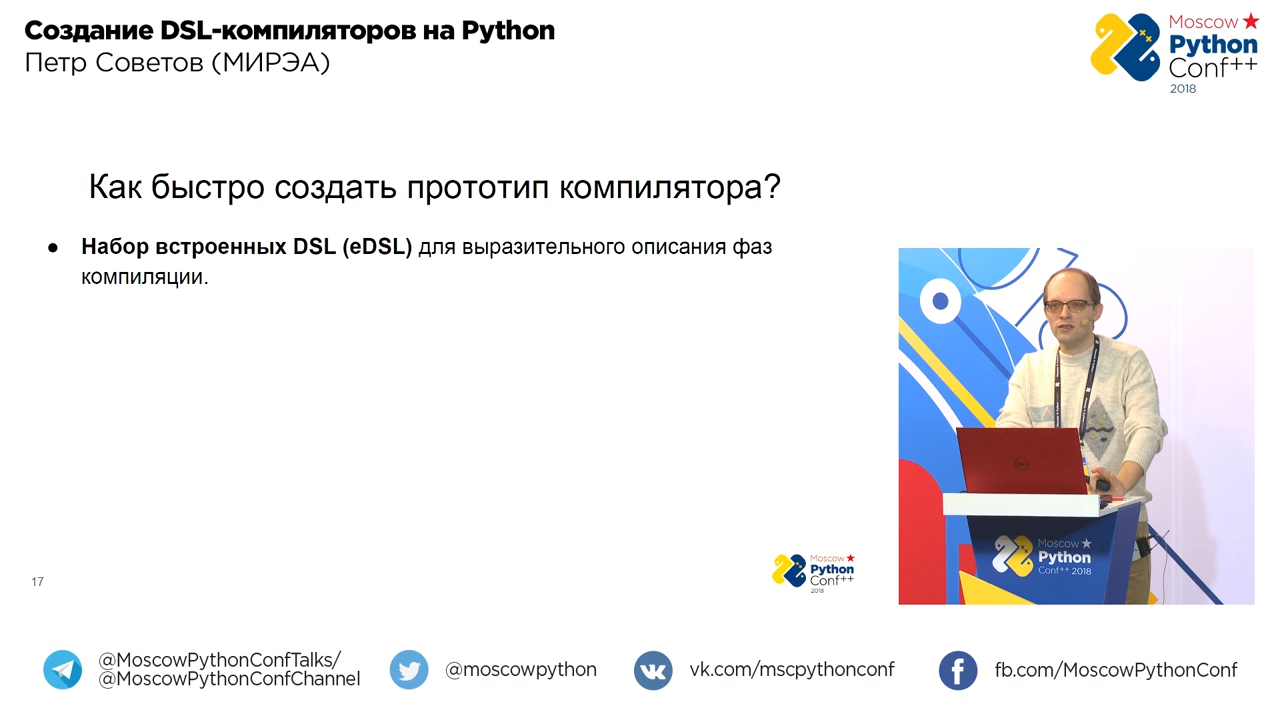 Создание DSL-компиляторов на Python
Петр Советов (МИРЭА)
Moscow
Python
Conf++
2018
Как быстро создать прототип компилятора?
● Набор встроенных DSL (eDSL) для выразительного описания фаз
компиляции.
Moscow
Python
Conf++ 2018
17
Moscow
Python
Conf++
2018
@MoscowPythonConfTalks/
@MoscowPythonConfChannel
@moscowpython
vk.com/mscpythonconf
fb.com/MoscowPythonConf